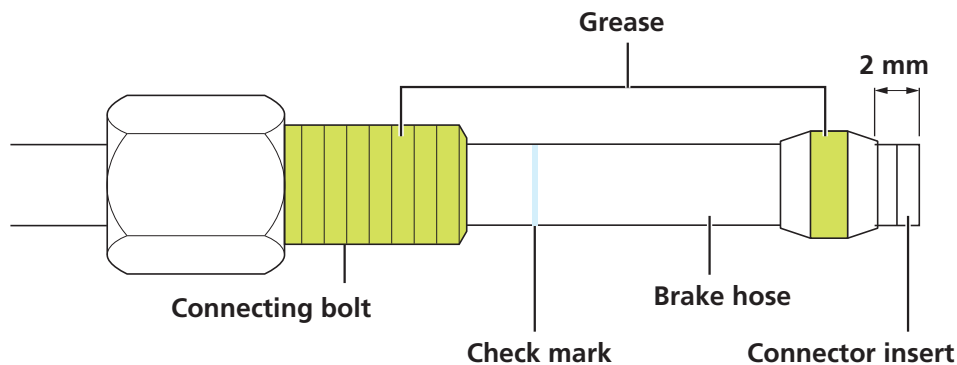 Grease
2 mm
Connecting bolt
Brake hose
Check mark
Connector insert